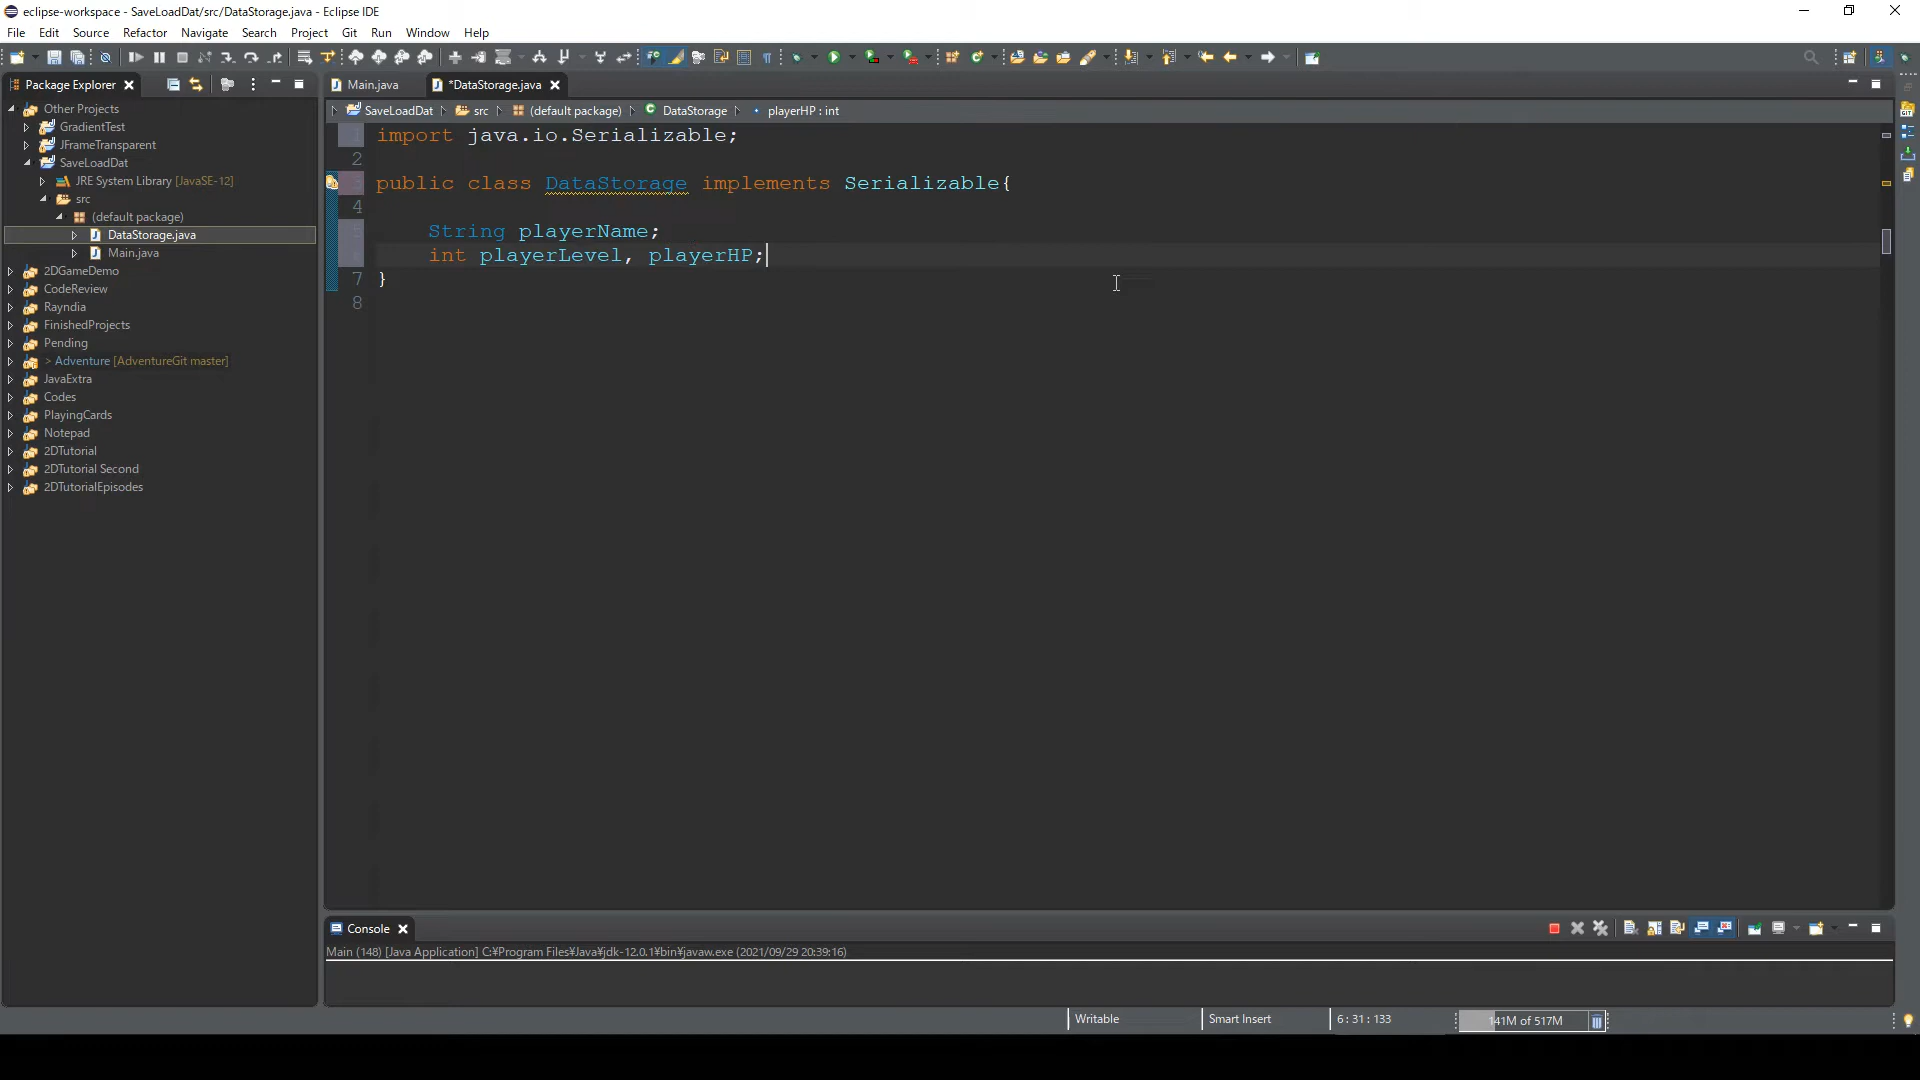 eclipse-workspace - SaveLoadDat/src/DataStorage.java - Eclipse IDE
File Edit Source Refactor Navigate Search Project Git Run Window Help
Package Explorer
Main.java *DataStorage.java
Other Projects
GradientTest
JFrameTransparent
SaveLoadDat
JRE System Library [JavaSE-12]
src
(default package)
DataStorage.java
Main.java
2DGameDemo
CodeReview
Rayndia
FinishedProjects
Pending
> Adventure [AdventureGit master]
JavaExtra
Codes
PlayingCards
Notepad
2DTutorial
2DTutorial Second
2DTutorialEpisodes
SaveLoadDat src (default package) DataStorage playerHP : int
1 import java.io.Serializable;
2
public class DataStorage implements Serializable{
4
5 String playerName;
int playerLevel, playerHP;
7 }
8
Console
Main (148) [Java Application] C:¥Program Files¥Java¥jdk-12.0.1¥bin¥javaw.exe (2021/09/29 20:39:16)
Writable Smart Insert 6 : 31 : 133 141M of 517M